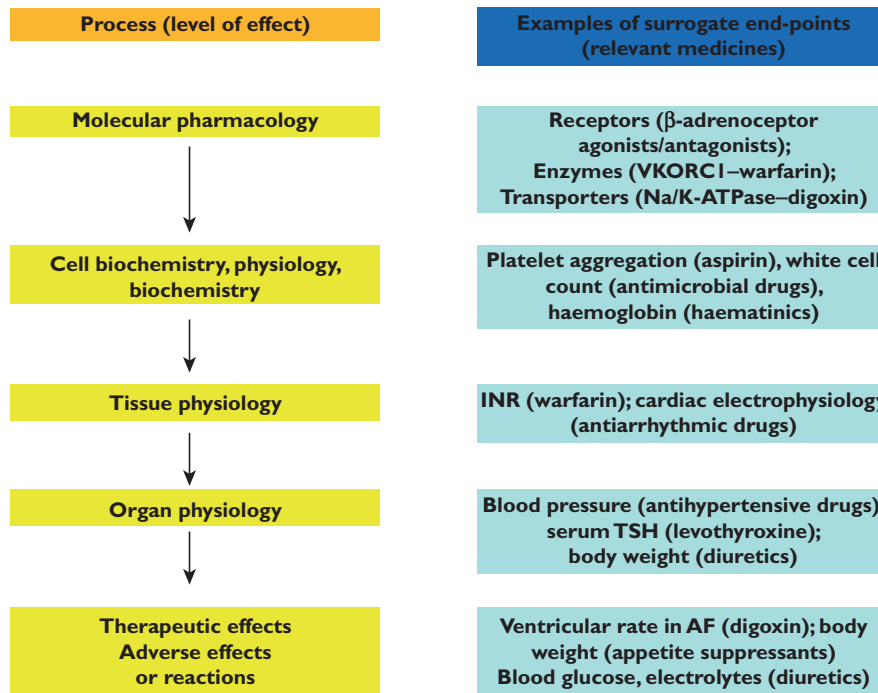 Process (level of effect)
Examples of surrogate end-points
(relevant medicines)
Molecular pharmacology
Receptors (β-adrenoceptor
agonists/antagonists);
Enzymes (VKORC1–warfarin);
Transporters (Na/K-ATPase–digoxin)
Cell biochemistry, physiology,
biochemistry
Platelet aggregation (aspirin), white cell
count (antimicrobial drugs),
haemoglobin (haematinics)
Tissue physiology
INR (warfarin); cardiac electrophysiology
(antiarrhythmic drugs)
Organ physiology
Blood pressure (antihypertensive drugs)
serum TSH (levothyroxine);
body weight (diuretics)
Therapeutic effects
Adverse effects
or reactions
Ventricular rate in AF (digoxin); body
weight (appetite suppressants)
Blood glucose, electrolytes (diuretics)